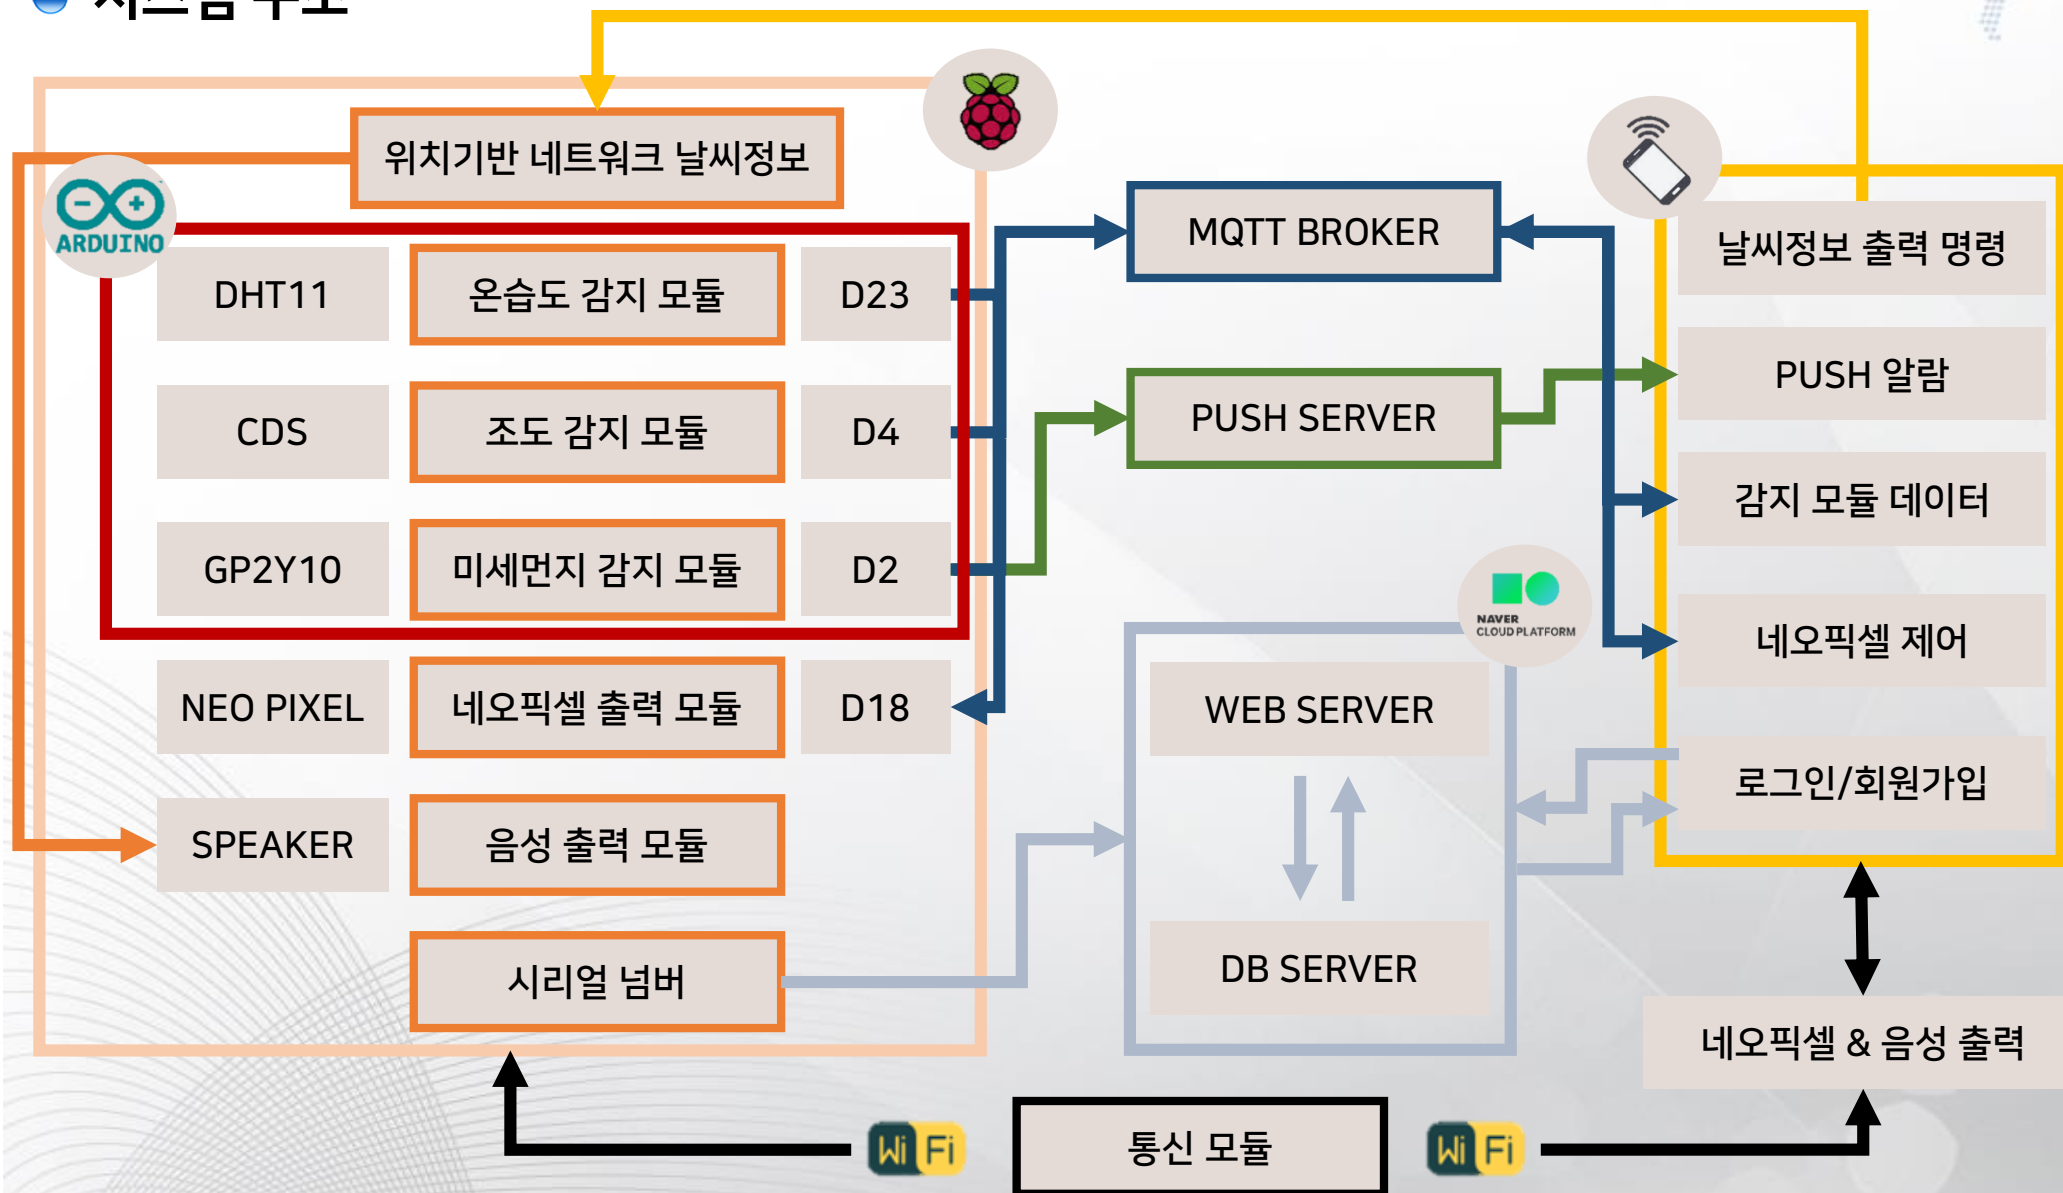 위치기반 네트워크 날씨정보
ARDUINO
DHT11
온습도 감지 모듈
D23
CDS
조도 감지 모듈
D4
GP2Y10
미세먼지 감지 모듈
D2
NEO PIXEL
네오픽셀 출력 모듈
D18
SPEAKER
음성 출력 모듈
시리얼 넘버
MQTT BROKER
PUSH SERVER
NAVER
CLOUD PLATFORM
WEB SERVER
DB SERVER
날씨정보 출력 명령
PUSH 알람
감지 모듈 데이터
네오픽셀 제어
로그인/회원가입
네오픽셀 & 음성 출력
Wi Fi
통신 모듈
Wi Fi